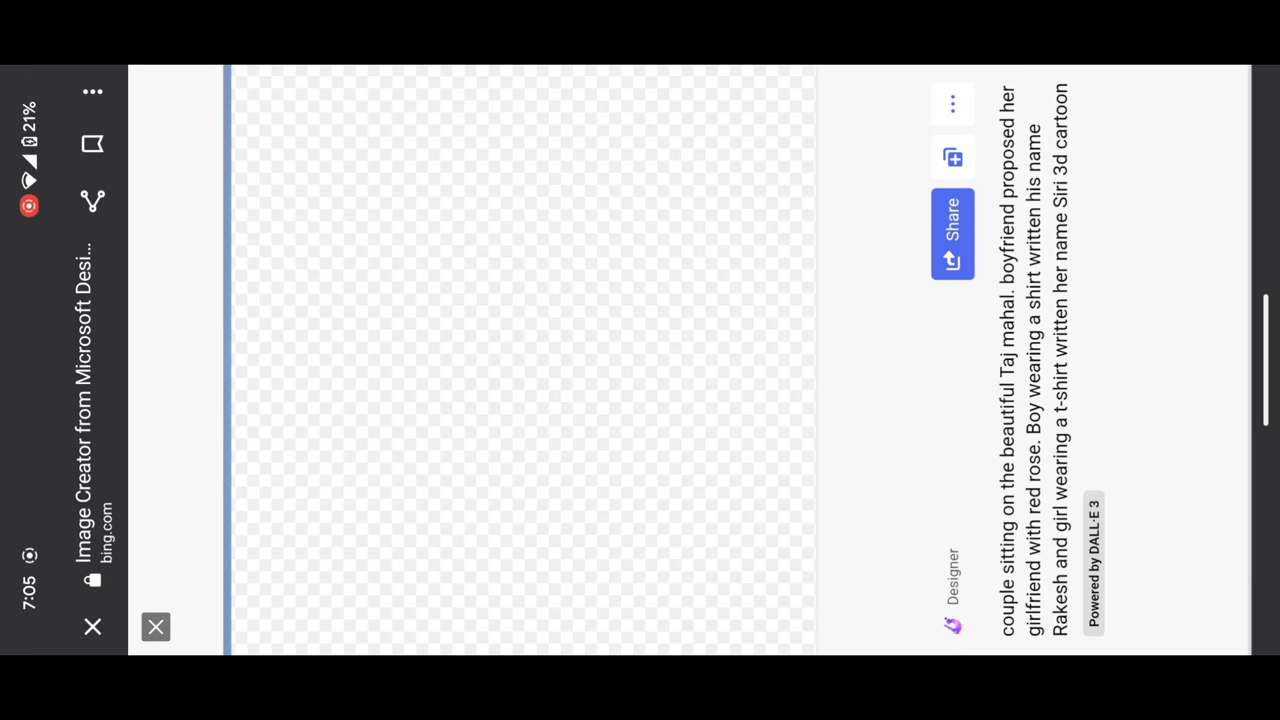 7:05
21%
Image Creator from Microsoft Desi...
bing.com
Share
Designer
couple sitting on the beautiful Taj mahal. boyfriend proposed her
girlfriend with red rose. Boy wearing a shirt written his name
Rakesh and girl wearing a t-shirt written her name Siri 3d cartoon
Powered by DALL·E 3